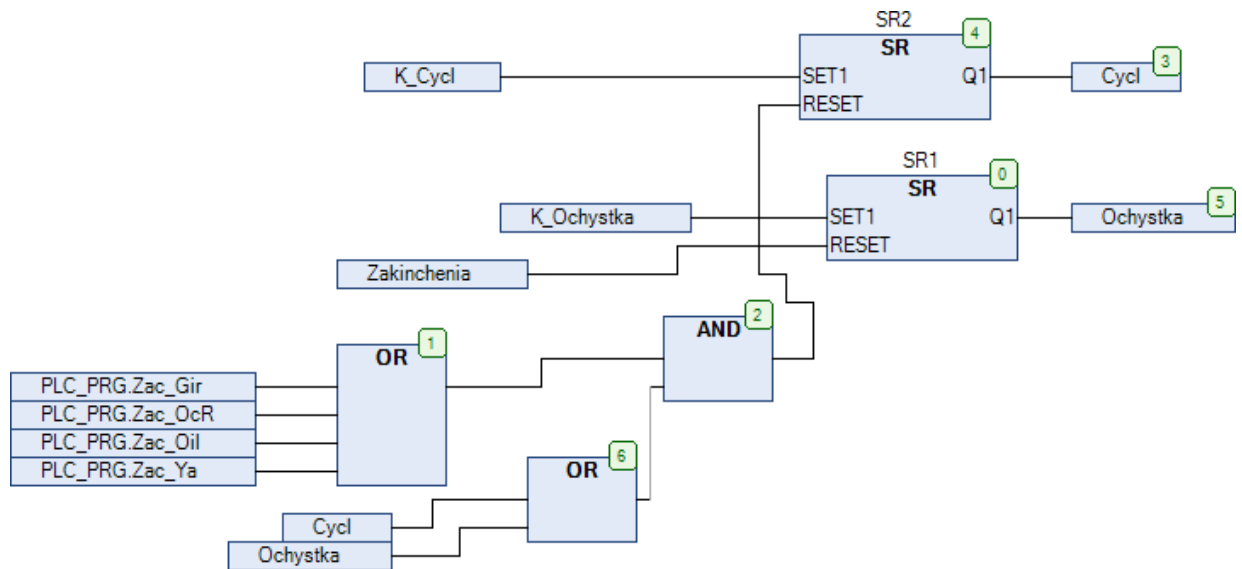 SR2
SR 4
K_Cycl SET1 Q1 Cycl 3
RESET
SR1
SR 0
K_Ochystka SET1 Q1 Ochystka 5
RESET
Zakinchenia
AND 2
OR 1
PLC_PRG.Zac_Gir
PLC_PRG.Zac_OcR
PLC_PRG.Zac_Oil
PLC_PRG.Zac_Ya
OR 6
Cycl
Ochystka